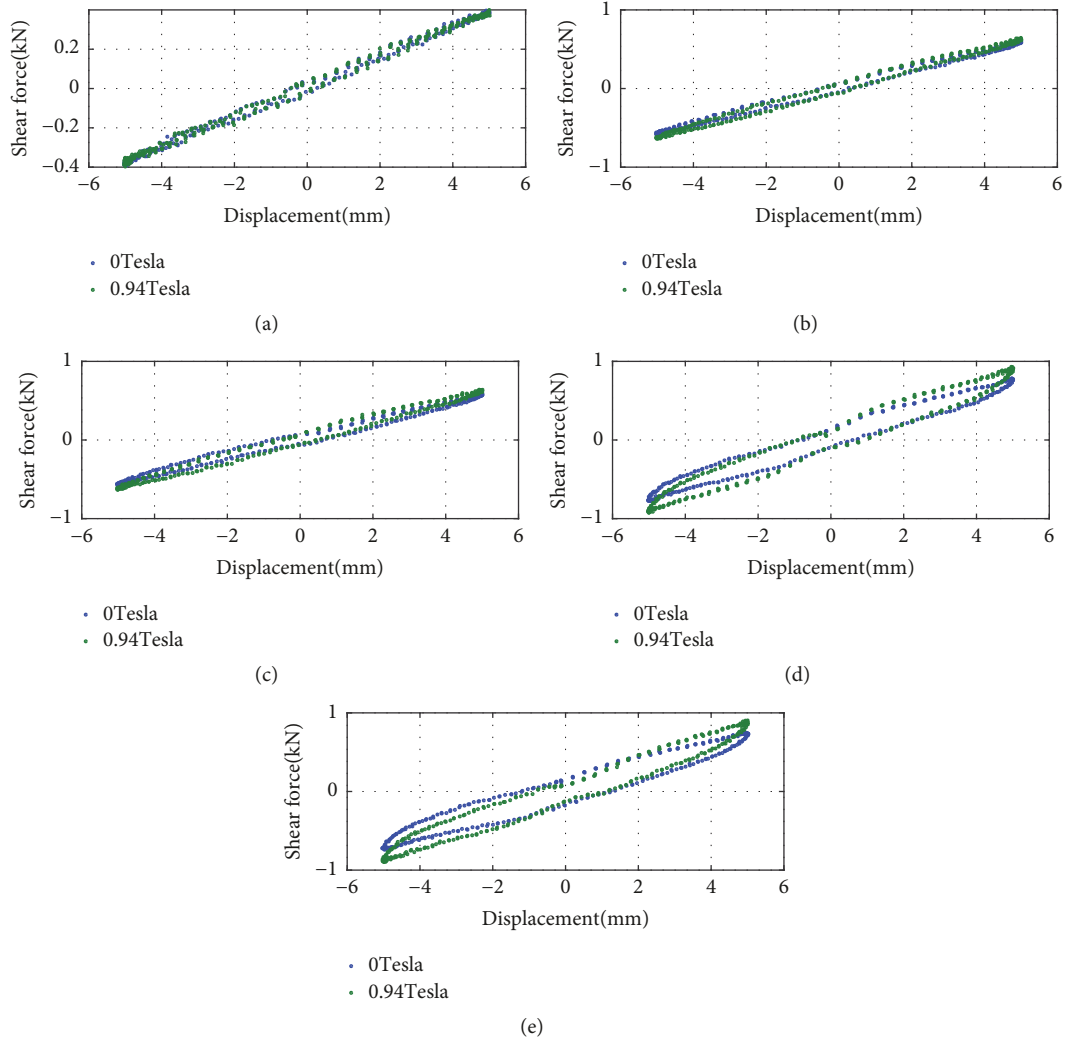 Shear force(kN)
0.2
0
−0.2
−0.4
−6 −4 −2 0 2 4 6
Displacement(mm)
0Tesla
0.94Tesla
(a)
Shear force(kN)
1
0
−1
−6 −4 −2 0 2 4 6
Displacement(mm)
0Tesla
0.94Tesla
(b)
Shear force(kN)
1
0
−1
−6 −4 −2 0 2 4 6
Displacement(mm)
0Tesla
0.94Tesla
(c)
Shear force(kN)
1
0
−1
−6 −4 −2 0 2 4 6
Displacement(mm)
0Tesla
0.94Tesla
(d)
Shear force(kN)
1
0
−1
−6 −4 −2 0 2 4 6
Displacement(mm)
0Tesla
0.94Tesla
(e)